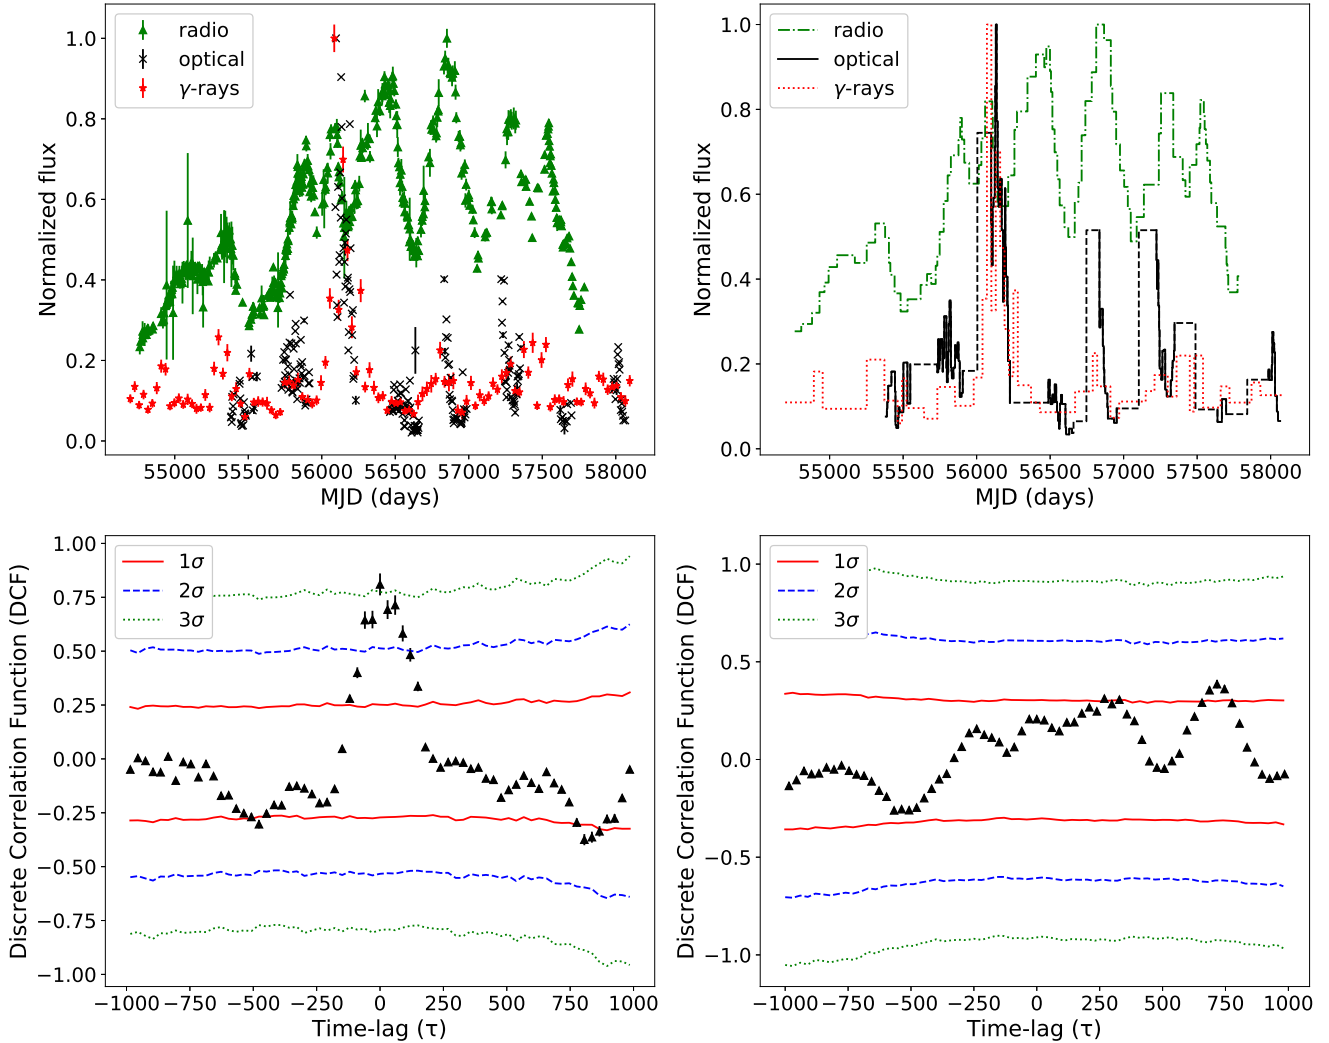 radio
optical
γ-rays
Normalized flux
1.0
0.8
0.6
0.4
0.2
0.0
55000 55500 56000 56500 57000 57500 58000
MJD (days)
radio
optical
γ-rays
Normalized flux
1.0
0.8
0.6
0.4
0.2
0.0
55000 55500 56000 56500 57000 57500 58000
MJD (days)
1σ
2σ
3σ
Discrete Correlation Function (DCF)
1.00
0.75
0.50
0.25
0.00
−0.25
−0.50
−0.75
−1.00
−1000 −750 −500 −250 0 250 500 750 1000
Time-lag (τ)
1σ
2σ
3σ
Discrete Correlation Function (DCF)
1.0
0.5
0.0
−0.5
−1.0
−1000 −750 −500 −250 0 250 500 750 1000
Time-lag (τ)